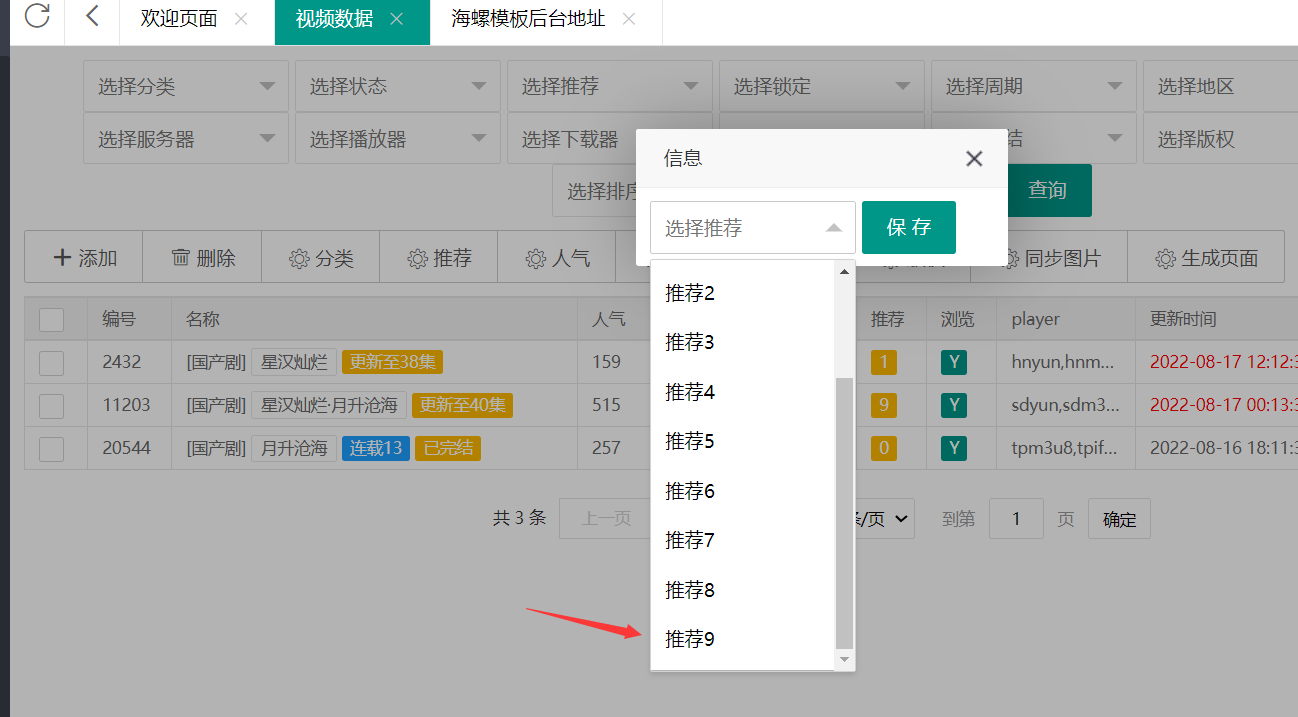 欢迎页面 视频数据 海螺模板后台地址
选择分类 选择状态 选择推荐 选择锁定 选择周期 选择地区
选择服务器 选择播放器 选择下载器 结 选择版权
信息
选择排序 查询
选择推荐 保 存
添加 删除 分类 推荐 人气 同步图片 生成页面
推荐2
编号 名称 人气 推荐 浏览 player 更新时间
推荐3
2432 [国产剧] 星汉灿烂 更新至38集 159 1 Y hnyun,hnm... 2022-08-17 12:12:3
推荐4
11203 [国产剧] 星汉灿烂·月升沧海 更新至40集 515 9 Y sdyun,sdm3... 2022-08-17 00:13:3
推荐5
20544 [国产剧] 月升沧海 连载13 已完结 257 0 Y tpm3u8,tpif... 2022-08-16 18:11:3
推荐6
共 3 条 上一页 条/页 到第 1 页 确定
推荐7
推荐8
推荐9